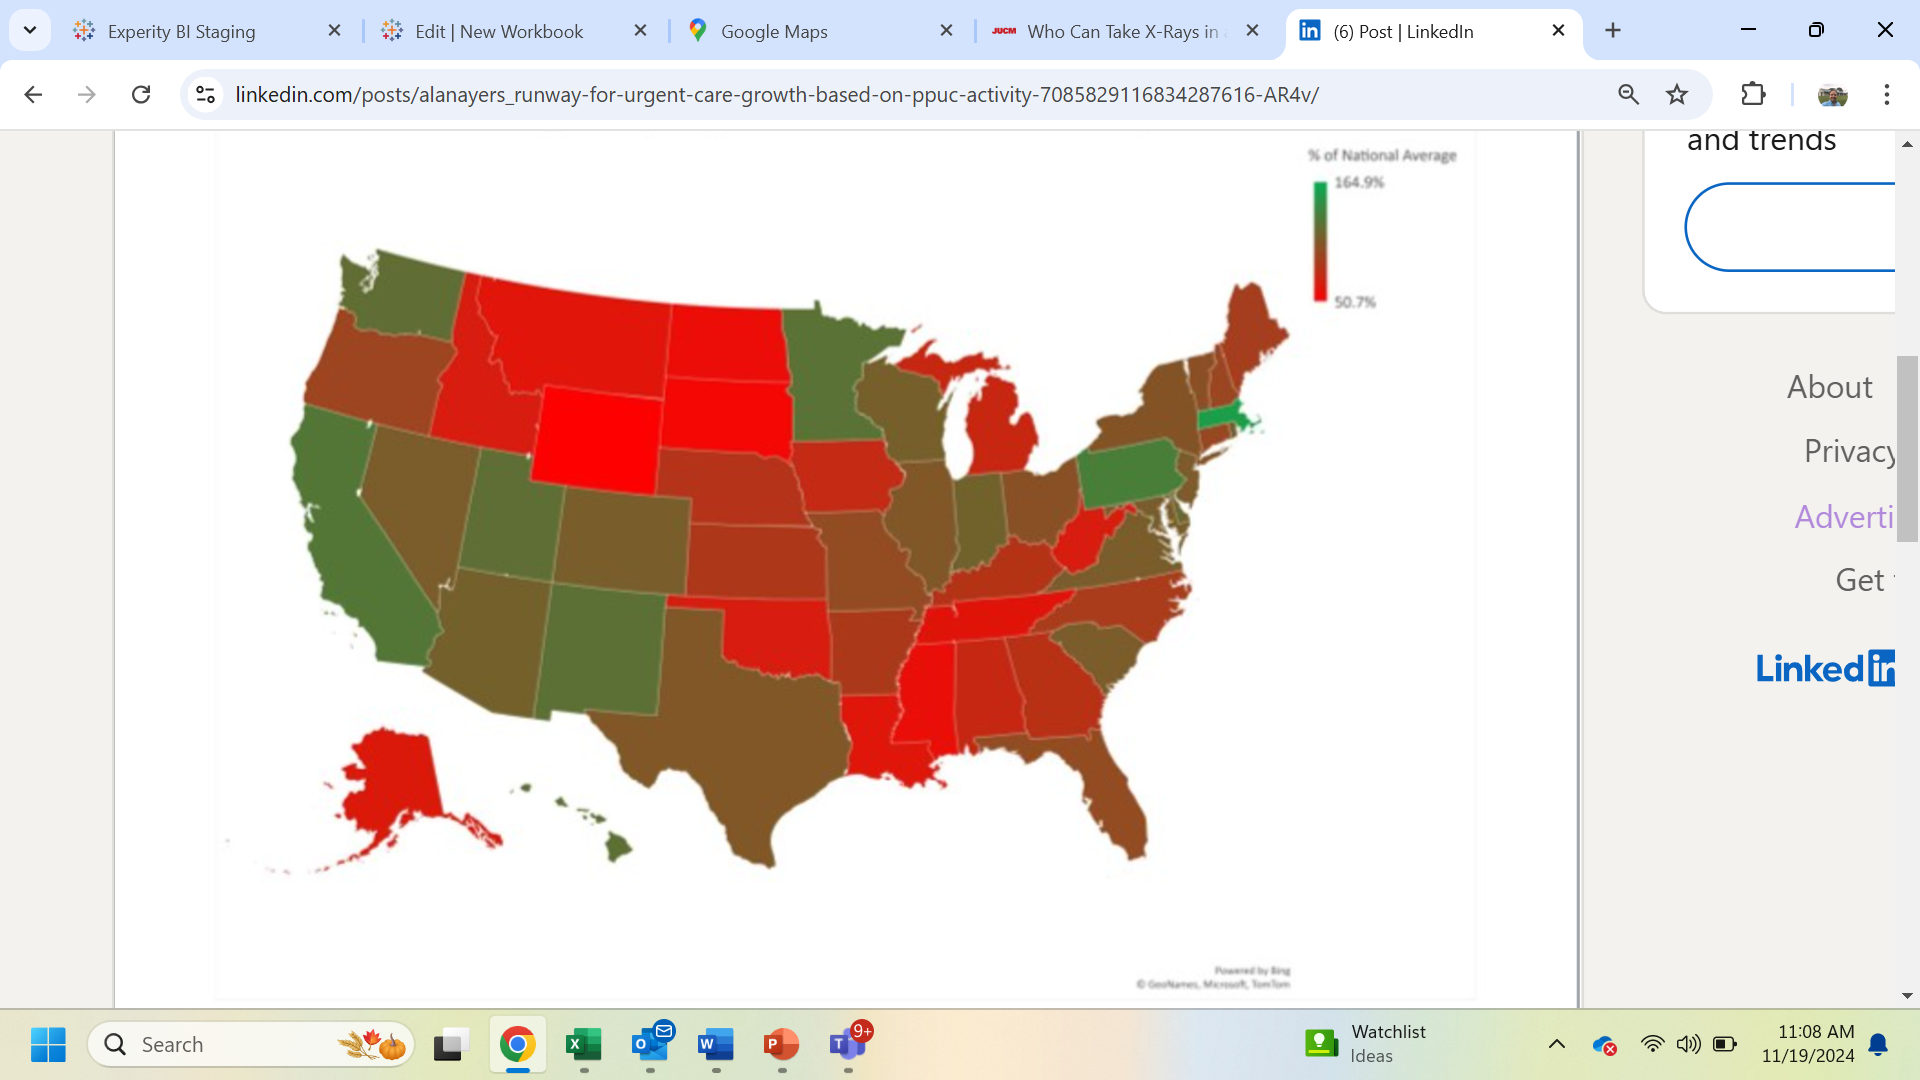 Experity BI Staging
Edit | New Workbook
Google Maps
JUCM
Who Can Take X-Rays in
in
(6) Post | LinkedIn
linkedin.com/posts/alanayers_runway-for-urgent-care-growth-based-on-ppuc-activity-7085829116834287616-AR4v/
and trends
% of National Average
164.9%
50.7%
About
Privacy
Adverti
Get
Linkedin
Powered by Bing
© GeoNames, Microsoft, TomTom
Search
X
O
W
P
T
9+
Watchlist
Ideas
11:08 AM
11/19/2024